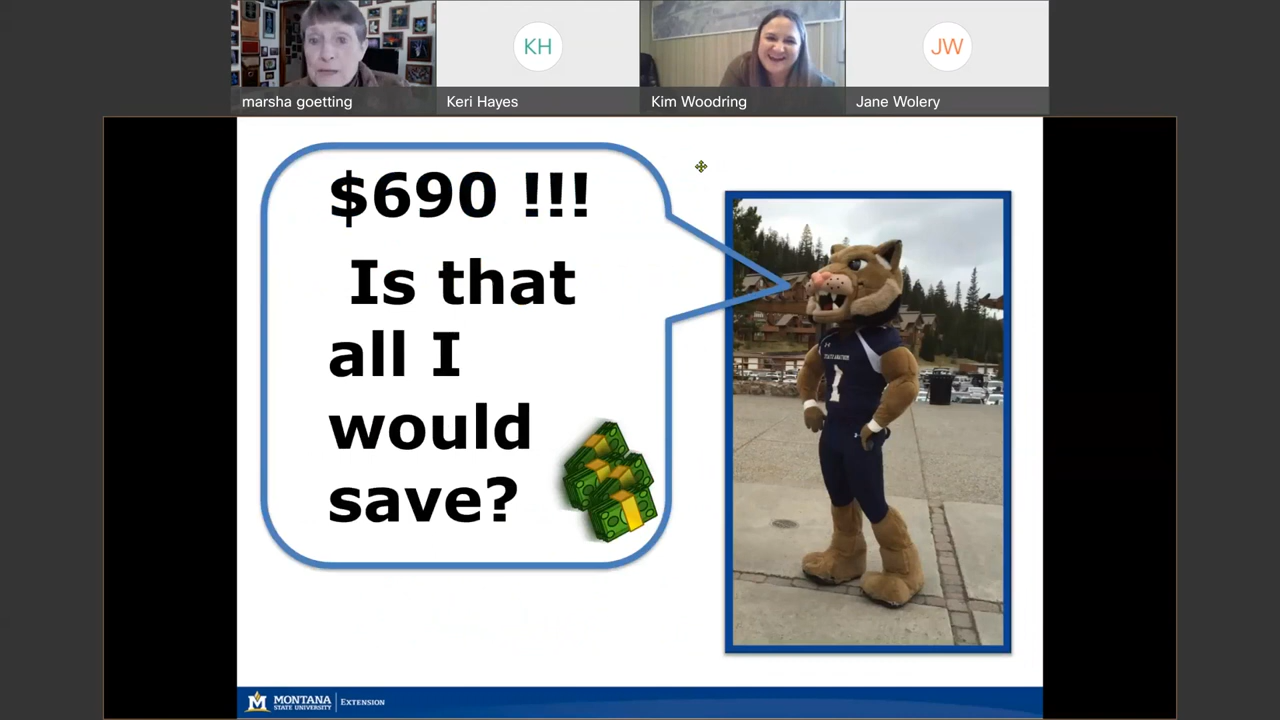 KH
JW
marsha goetting
Keri Hayes
Kim Woodring
Jane Wolery
$690 !!!
Is that
all I
would
save?
1
M
MONTANA
STATE UNIVERSITY
EXTENSION